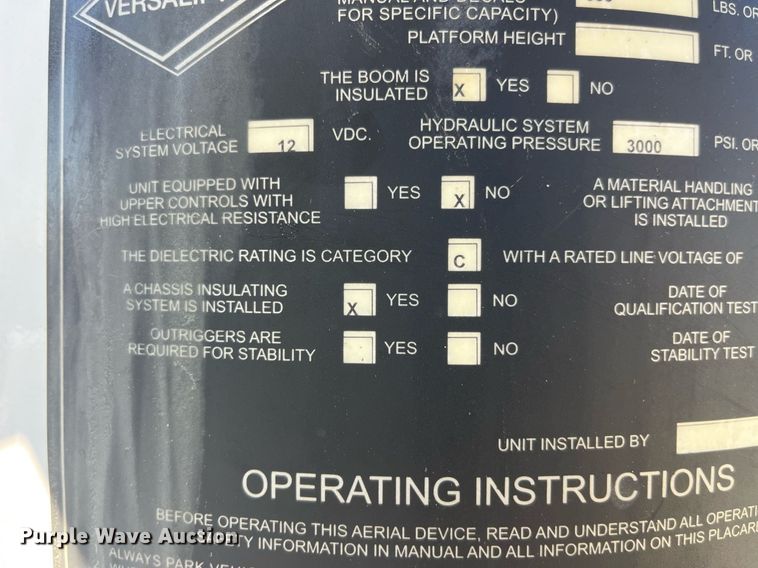 FOR SPECIFIC CAPACITY)
LBS. OR
PLATFORM HEIGHT
FT. OR
THE BOOM IS
INSULATED
X YES NO
ELECTRICAL
SYSTEM VOLTAGE 12 VDC.
HYDRAULIC SYSTEM
OPERATING PRESSURE 3000 PSI. OR
UNIT EQUIPPED WITH
UPPER CONTROLS WITH
HIGH ELECTRICAL RESISTANCE
YES X NO
A MATERIAL HANDLING
OR LIFTING ATTACHMENT
IS INSTALLED
THE DIELECTRIC RATING IS CATEGORY C WITH A RATED LINE VOLTAGE OF
A CHASSIS INSULATING
SYSTEM IS INSTALLED
X YES NO
DATE OF
QUALIFICATION TEST
OUTRIGGERS ARE
REQUIRED FOR STABILITY
YES NO
DATE OF
STABILITY TEST
UNIT INSTALLED BY
OPERATING INSTRUCTIONS
BEFORE OPERATING THIS AERIAL DEVICE, READ AND UNDERSTAND ALL OPERATI
INFORMATION IN MANUAL AND ALL INFORMATION ON THIS PLACAR
1. ALWAYS PARK
Purple Wave Auction